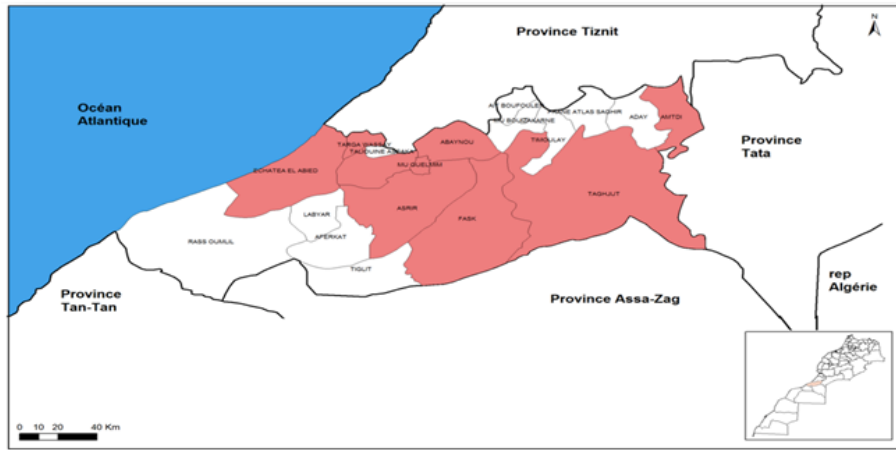 Province Tiznit
N
Océan
Atlantique
AIT BOUFOULEN
MU BOUIZAKARNE
ADAY
AMTDI
TARGA WASSAY
ABAYNOU
TIMOULAY
Province
Tata
MU GUELMIM
ECHATEA EL ABIED
TAGHJIJT
ASRIR
LABYAR
FASK
RASS OUMLIL
AFERKAT
TIGLIT
rep
Algérie
Province
Tan-Tan
Province Assa-Zag
0 10 20 40 Km